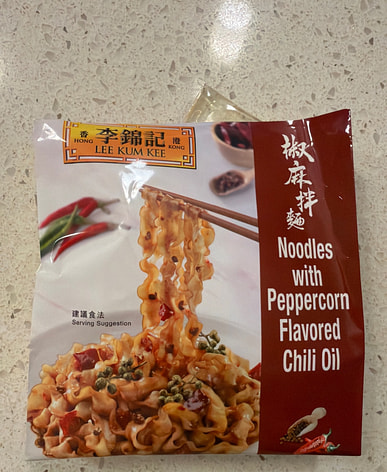 香 李錦記 港
HONG LEE KUM KEE KONG
椒麻拌麵
Noodles
with
Peppercorn
Flavored
Chili Oil
建議食法
Serving Suggestion